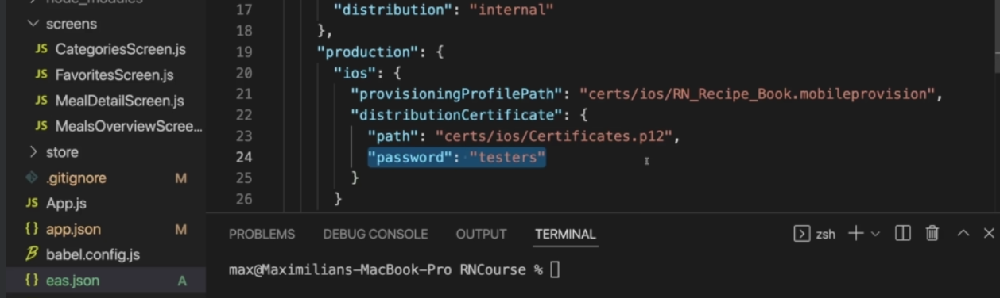 node_modules
screens
JS CategoriesScreen.js
JS FavoritesScreen.js
JS MealDetailScreen.js
JS MealsOverviewScree...
store
.gitignore M
JS App.js
{} app.json M
babel.config.js
{} eas.json A
17 "distribution": "internal"
18 },
19 "production": {
20 "ios": {
21 "provisioningProfilePath": "certs/ios/RN_Recipe_Book.mobileprovision",
22 "distributionCertificate": {
23 "path": "certs/ios/Certificates.p12",
24 "password": "testers"
25 }
26 }
PROBLEMS DEBUG CONSOLE OUTPUT TERMINAL zsh
max@Maximilians-MacBook-Pro RNCourse %